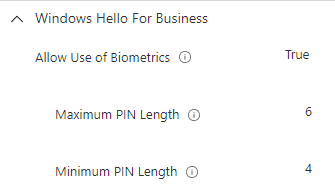 Windows Hello For Business
Allow Use of Biometrics True
Maximum PIN Length 6
Minimum PIN Length 4